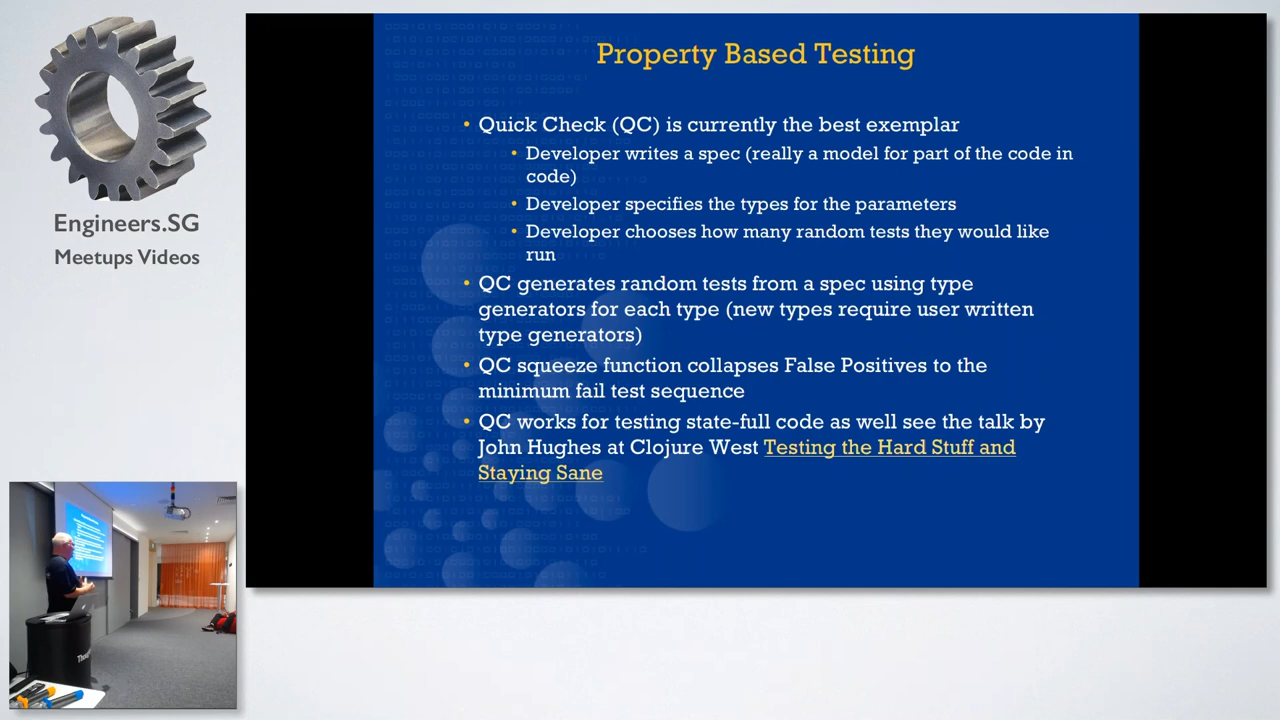 Engineers.SG
Meetups Videos
Property Based Testing
• Quick Check (QC) is currently the best exemplar
• Developer writes a spec (really a model for part of the code in
code)
• Developer specifies the types for the parameters
• Developer chooses how many random tests they would like
run
• QC generates random tests from a spec using type
generators for each type (new types require user written
type generators)
• QC squeeze function collapses False Positives to the
minimum fail test sequence
• QC works for testing state-full code as well see the talk by
John Hughes at Clojure West Testing the Hard Stuff and
Staying Sane